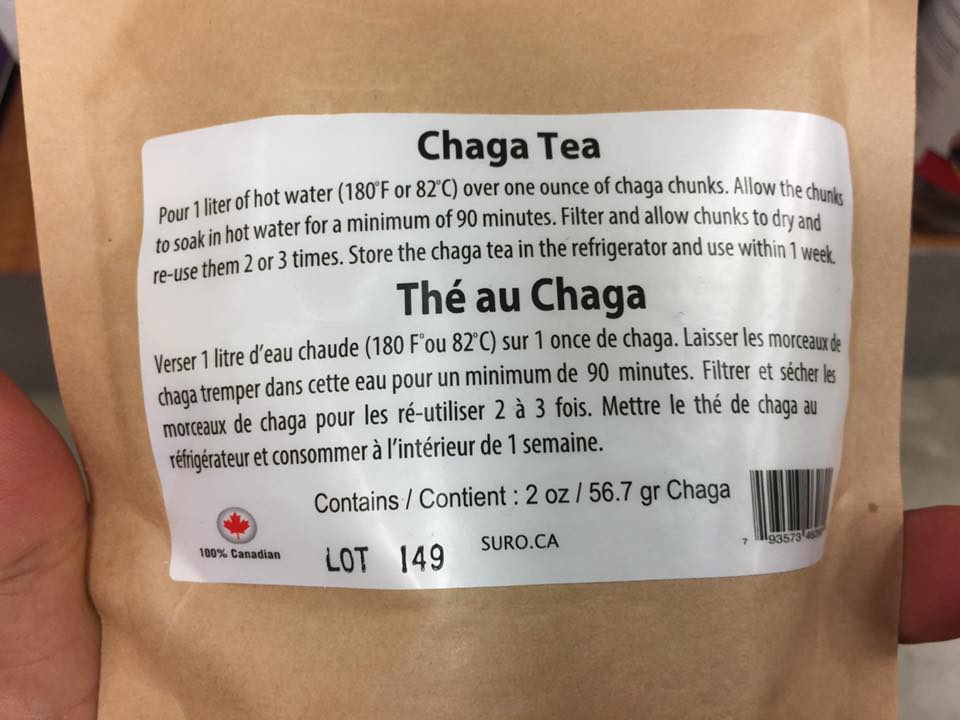 Chaga Tea
Pour 1 liter of hot water (180°F or 82°C) over one ounce of chaga chunks. Allow the chunks
to soak in hot water for a minimum of 90 minutes. Filter and allow chunks to dry and
re-use them 2 or 3 times. Store the chaga tea in the refrigerator and use within 1 week.
Thé au Chaga
Verser 1 litre d'eau chaude (180 F°ou 82°C) sur 1 once de chaga. Laisser les morceaux de
chaga tremper dans cette eau pour un minimum de 90 minutes. Filtrer et sécher les
morceaux de chaga pour les ré-utiliser 2 à 3 fois. Mettre le thé de chaga au
réfrigérateur et consommer à l'intérieur de 1 semaine.
Contains / Contient : 2 oz / 56.7 gr Chaga
100% Canadian
LOT 149
SURO.CA
7 93573